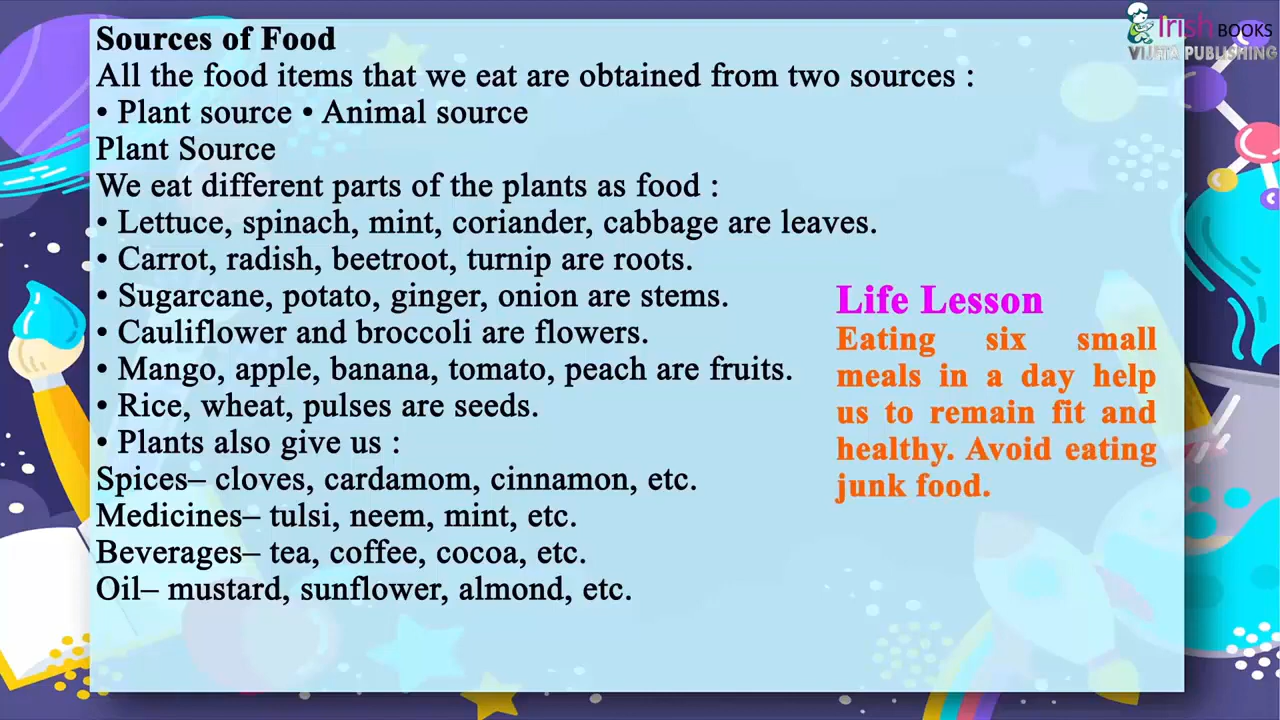 Irish BOOKS
VIJETA PUBLISHING
Sources of Food
All the food items that we eat are obtained from two sources :
• Plant source • Animal source
Plant Source
We eat different parts of the plants as food :
• Lettuce, spinach, mint, coriander, cabbage are leaves.
• Carrot, radish, beetroot, turnip are roots.
• Sugarcane, potato, ginger, onion are stems.
• Cauliflower and broccoli are flowers.
• Mango, apple, banana, tomato, peach are fruits.
• Rice, wheat, pulses are seeds.
• Plants also give us :
Spices– cloves, cardamom, cinnamon, etc.
Medicines– tulsi, neem, mint, etc.
Beverages– tea, coffee, cocoa, etc.
Oil– mustard, sunflower, almond, etc.
Life Lesson
Eating six small
meals in a day help
us to remain fit and
healthy. Avoid eating
junk food.